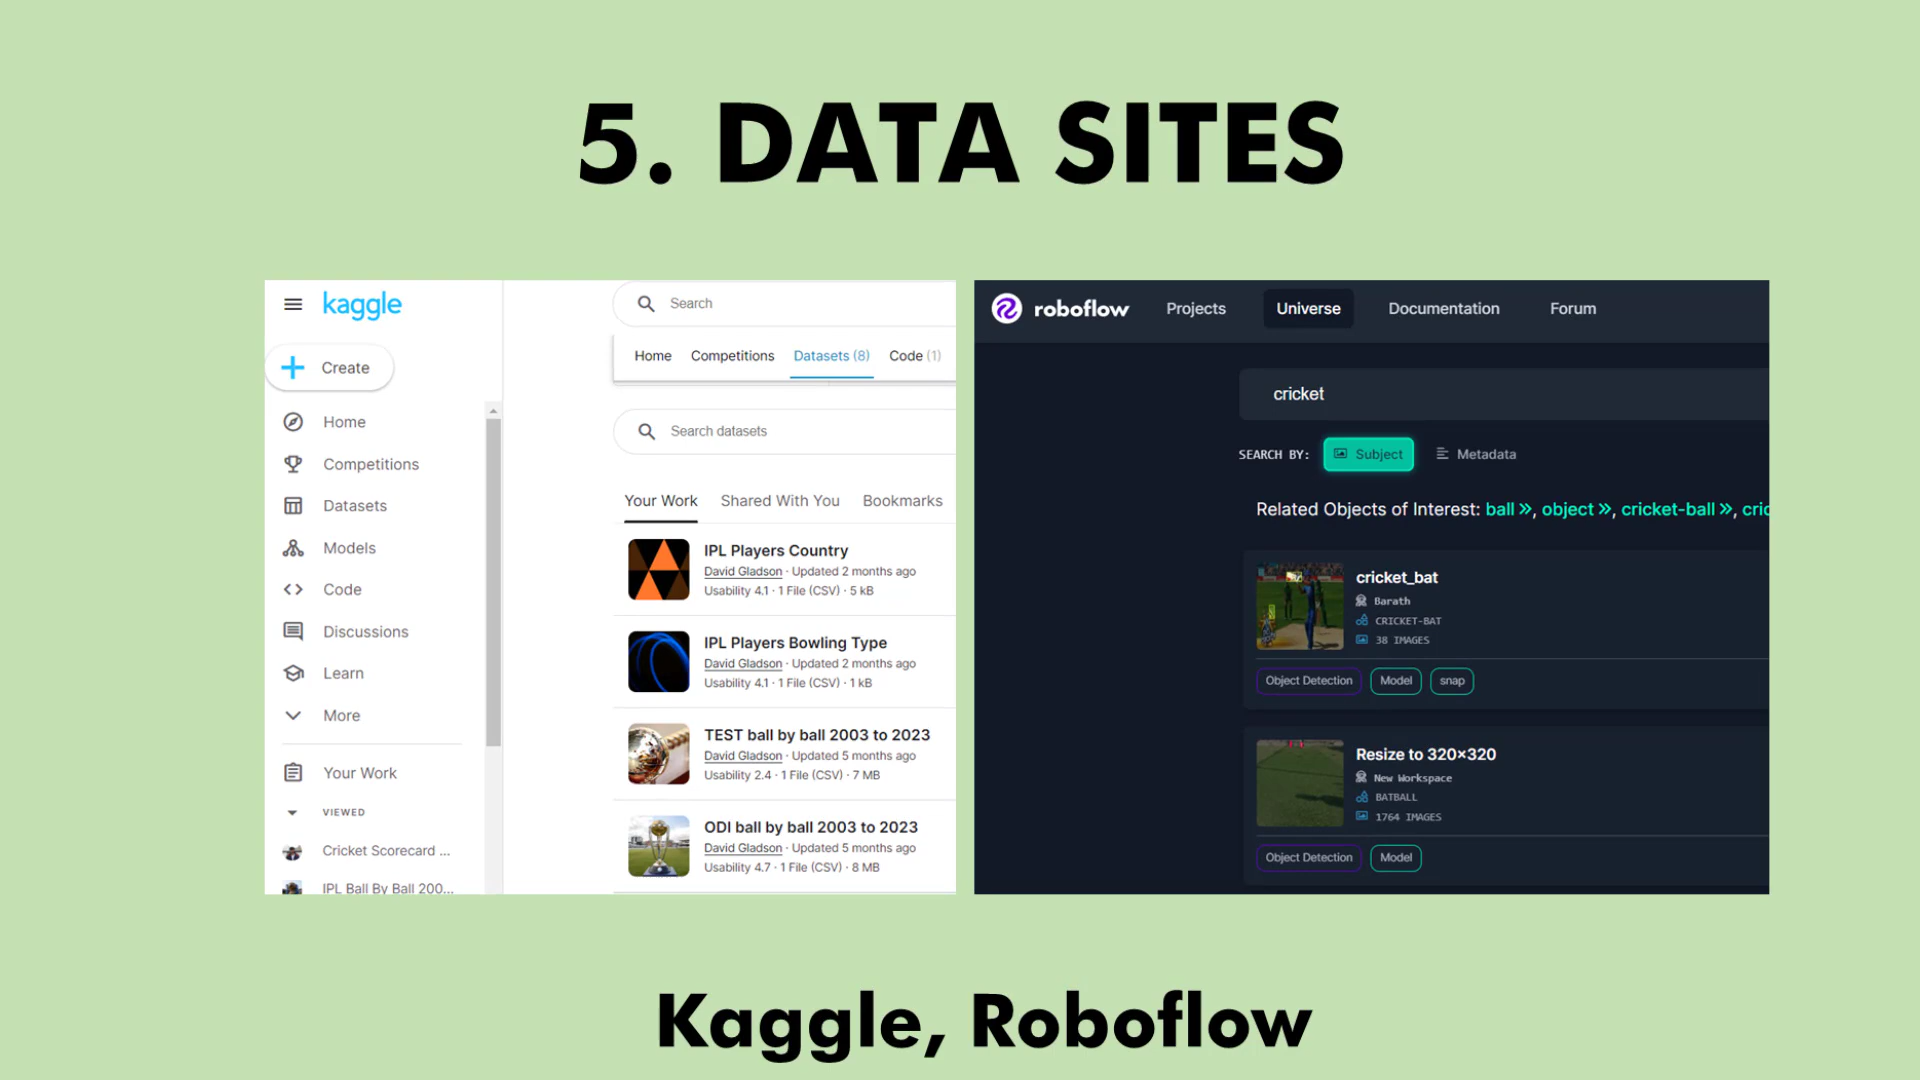 5. DATA SITES
kaggle
Create
Home
Competitions
Datasets
Models
Code
Discussions
Learn
More
Your Work
VIEWED
Cricket Scorecard ...
IPL Ball By Ball 200...
Search
Home Competitions Datasets (8) Code (1)
Search datasets
Your Work Shared With You Bookmarks
IPL Players Country
David Gladson · Updated 2 months ago
Usability 4.1 · 1 File (CSV) · 5 kB
IPL Players Bowling Type
David Gladson · Updated 2 months ago
Usability 4.1 · 1 File (CSV) · 1 kB
TEST ball by ball 2003 to 2023
David Gladson · Updated 5 months ago
Usability 2.4 · 1 File (CSV) · 7 MB
ODI ball by ball 2003 to 2023
David Gladson · Updated 5 months ago
Usability 4.7 · 1 File (CSV) · 8 MB
roboflow Projects Universe Documentation Forum
cricket
SEARCH BY: Subject Metadata
Related Objects of Interest: ball », object », cricket-ball », cric
cricket_bat
Barath
CRICKET-BAT
38 IMAGES
Object Detection Model snap
Resize to 320×320
New Workspace
BATBALL
1764 IMAGES
Object Detection Model
Kaggle, Roboflow